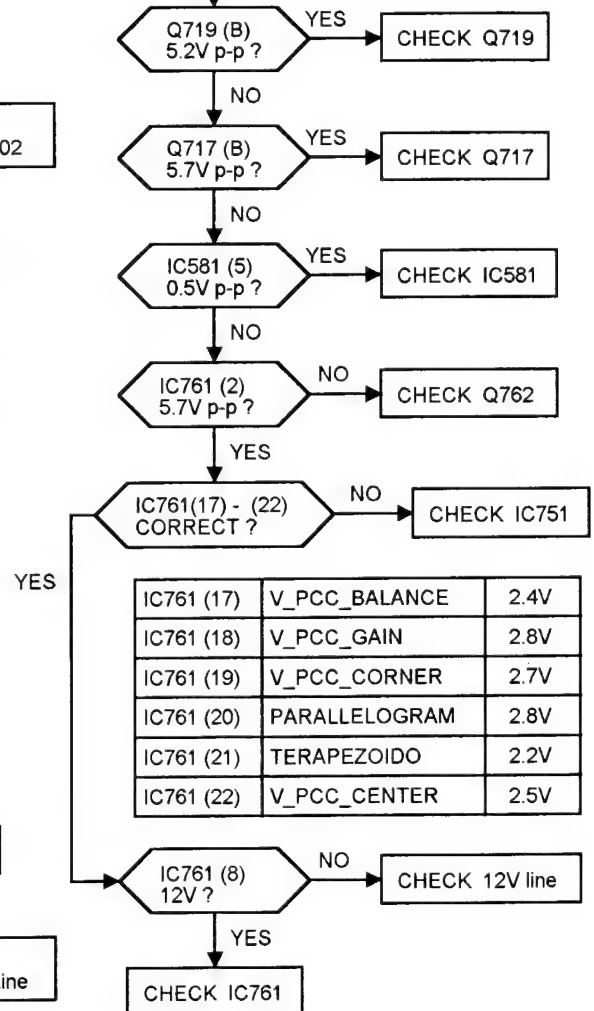 Q719 (B)
5.2V p-p ?
YES
CHECK Q719
NO
02
Q717 (B)
5.7V p-p ?
YES
CHECK Q717
NO
IC581 (5)
0.5V p-p ?
YES
CHECK IC581
NO
IC761 (2)
5.7V p-p ?
NO
CHECK Q762
YES
IC761(17) - (22)
CORRECT ?
NO
CHECK IC751
YES
IC761 (17) V_PCC_BALANCE 2.4V
IC761 (18) V_PCC_GAIN 2.8V
IC761 (19) V_PCC_CORNER 2.7V
IC761 (20) PARALLELOGRAM 2.8V
IC761 (21) TERAPEZOIDO 2.2V
IC761 (22) V_PCC_CENTER 2.5V
IC761 (8)
12V ?
NO
CHECK 12V line
YES
ine
CHECK IC761